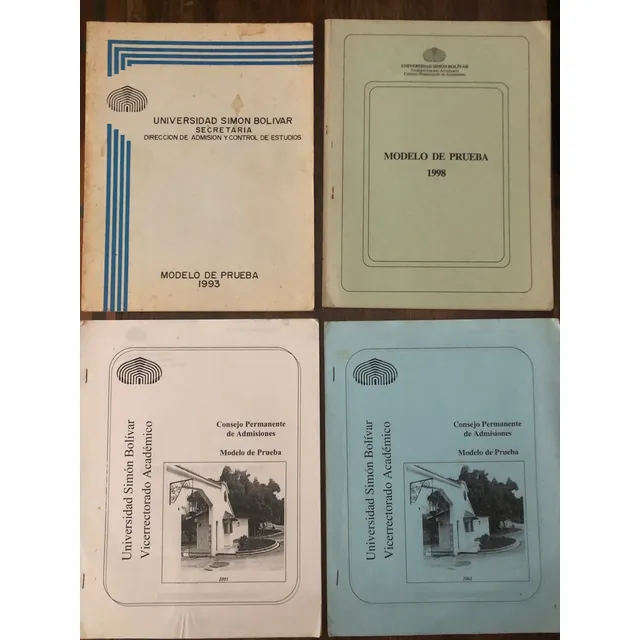 UNIVERSIDAD SIMON BOLIVAR
SECRETARIA
DIRECCION DE ADMISION Y CONTROL DE ESTUDIOS
MODELO DE PRUEBA
1993
UNIVERSIDAD SIMÓN BOLÍVAR
MODELO DE PRUEBA
1998
Universidad Simón Bolívar
Vicerrectorado Académico
Consejo Permanente
de Admisiones
Modelo de Prueba
Universidad Simón Bolívar
Vicerrectorado Académico
Consejo Permanente
de Admisiones
Modelo de Prueba